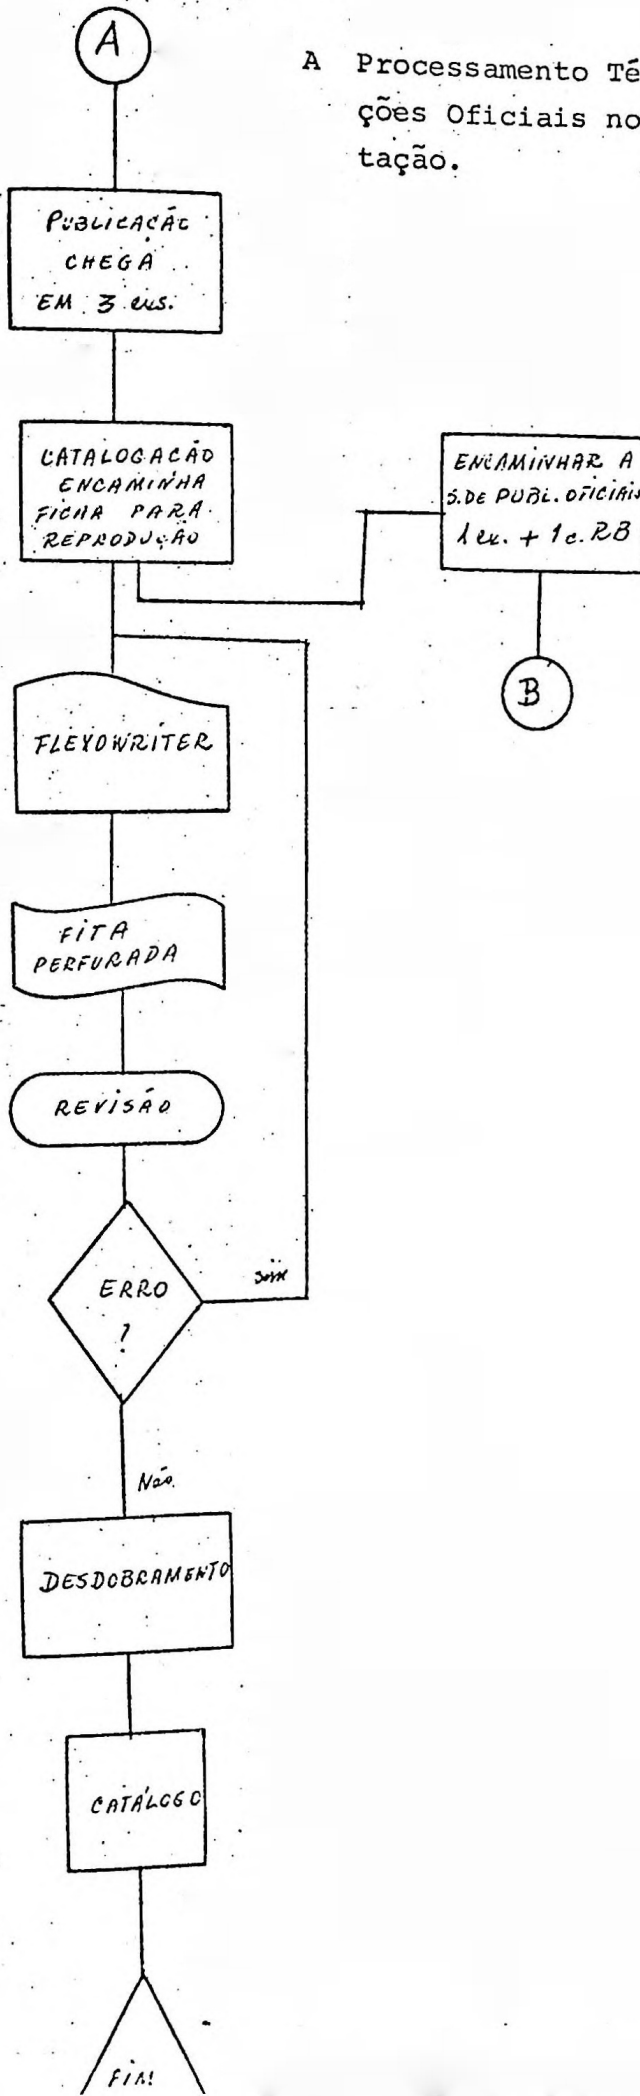 A
A Processamento Té
ções Oficiais no
tação.
PUBLICAÇÃO
CHEGA
EM 3 exs.
CATALOGAÇÃO
ENCAMINHA
FICHA PARA
REPRODUÇÃO
ENCAMINHAR A
S. DE PUBL. OFICIAIS
1 ex. + 1 c. RB
B
FLEXOWRITER
FITA
PERFURADA
REVISÃO
ERRO
?
sim
Não
DESDOBRAMENTO
CATÁLOGO
FIM